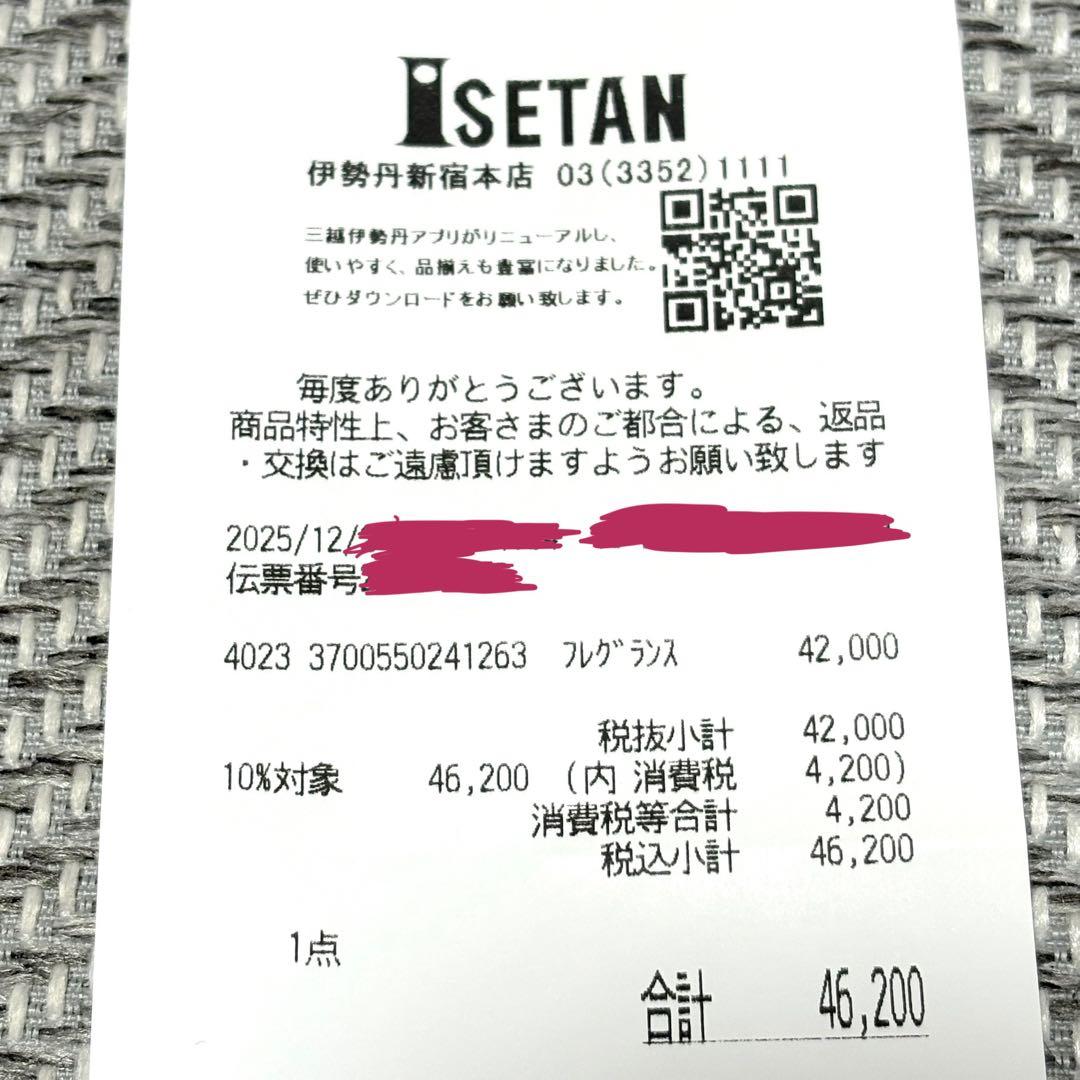 ISETAN
伊勢丹新宿本店 03(3352)1111
三越伊勢丹アプリがリニューアルし、
使いやすく、品揃えも豊富になりました。
ぜひダウンロードをお願い致します。
毎度ありがとうございます。
商品特性上、お客さまのご都合による、返品
・交換はご遠慮頂けますようお願い致します
2025/12/
伝票番号
4023 3700550241263 ﾌﾚｸﾞﾗﾝｽ 42,000
税抜小計 42,000
10%対象 46,200 (内 消費税 4,200)
消費税等合計 4,200
税込小計 46,200
1点
合計 46,200